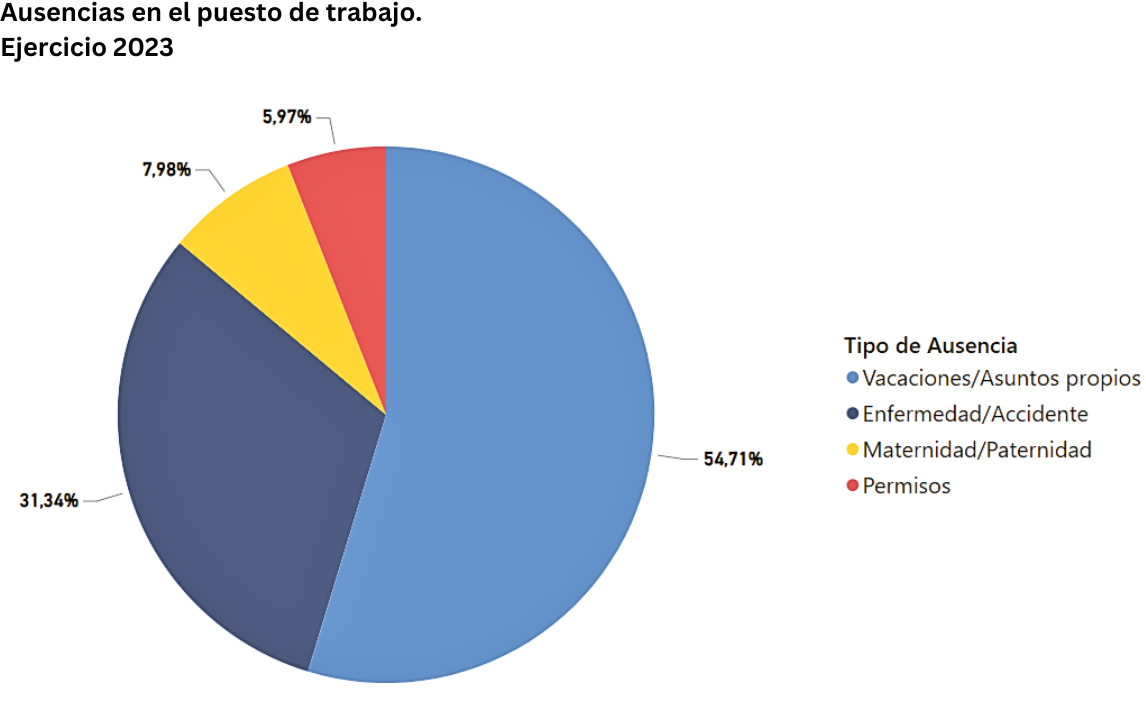 Ausencias en el puesto de trabajo.
Ejercicio 2023
5,97%
7,98%
54,71%
31,34%
Tipo de Ausencia
Vacaciones/Asuntos propios
Enfermedad/Accidente
Maternidad/Paternidad
Permisos